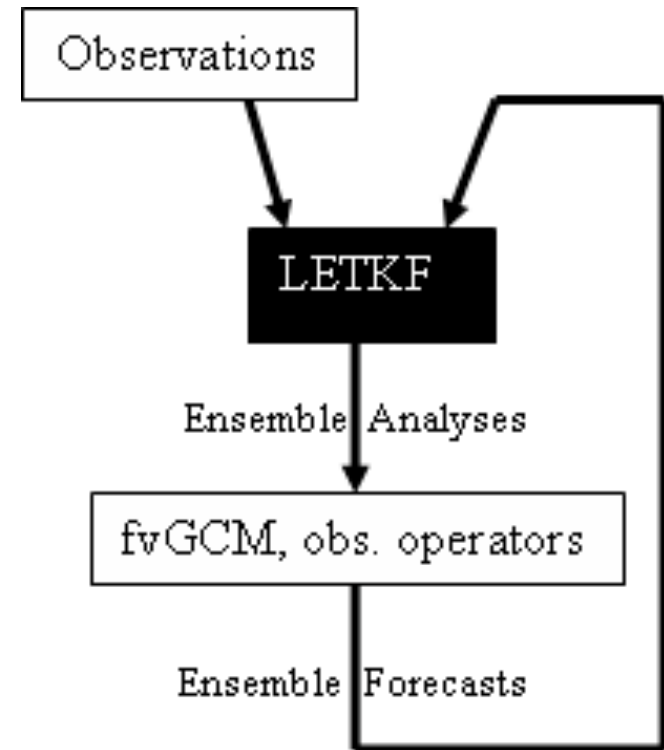 Observations
LETKF
Ensemble Analyses
fvGCM, obs. operators
Ensemble Forecasts